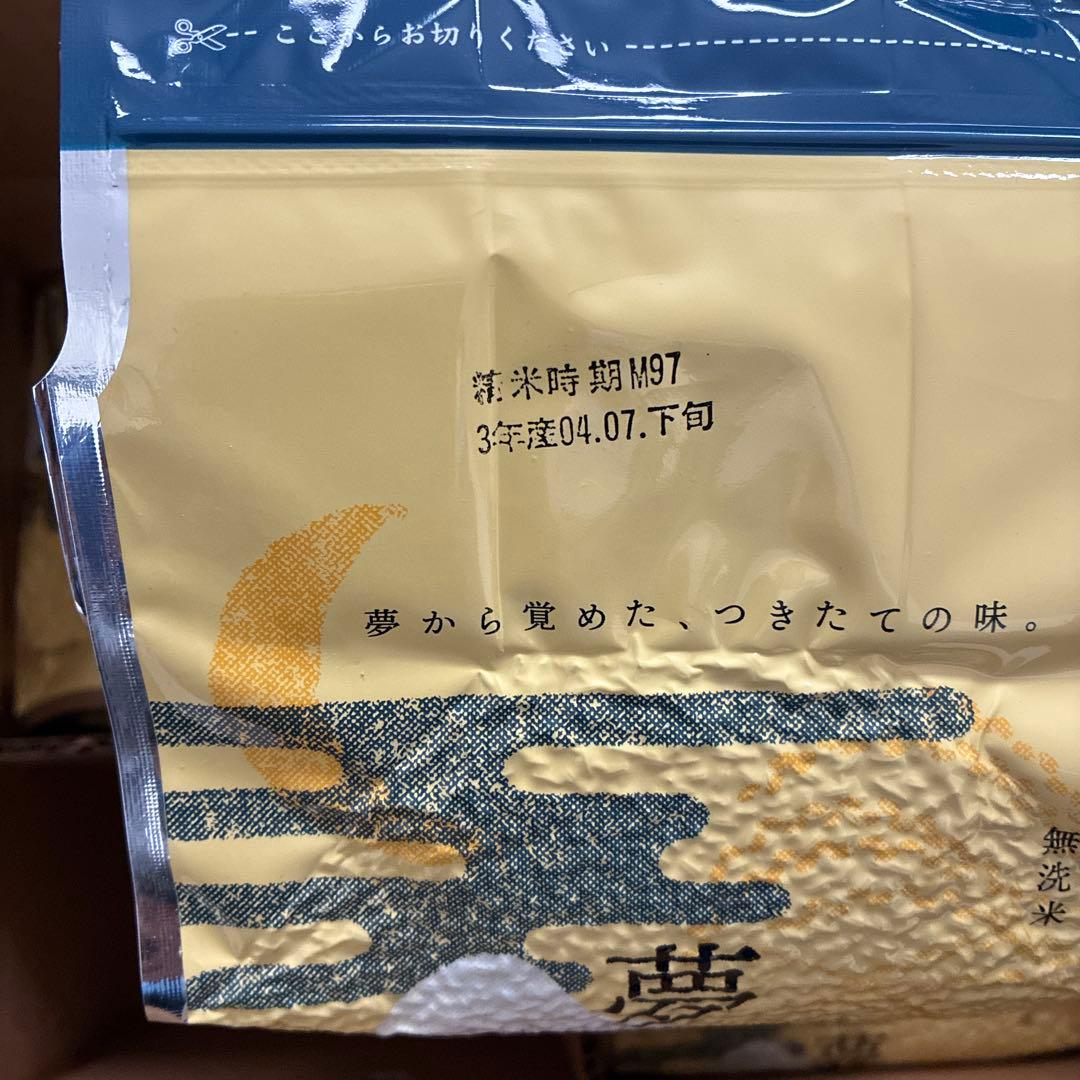 ここからお切りください
精米時期M97
3年産04.07.下旬
夢から覚めた、つきたての味。
無洗米
夢